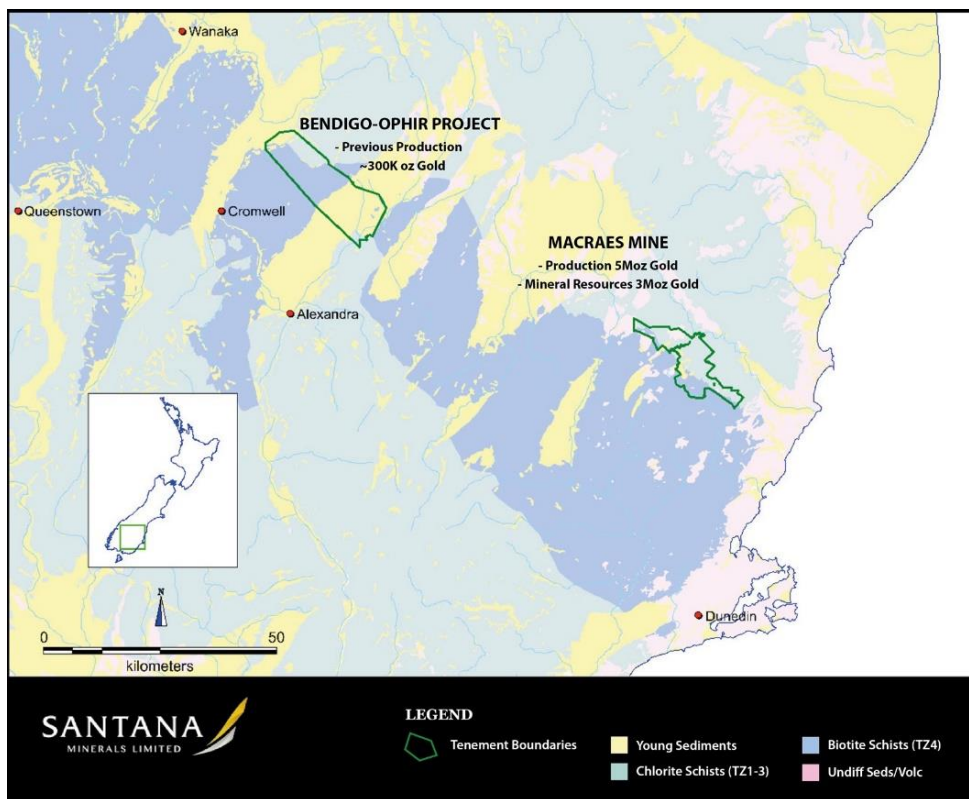 Wanaka
BENDIGO-OPHIR PROJECT
- Previous Production
~300K oz Gold
Queenstown
Cromwell
MACRAES MINE
- Production 5Moz Gold
- Mineral Resources 3Moz Gold
Alexandra
N
0 50
kilometers
Dunedin
SANTANA
MINERALS LIMITED
LEGEND
Tenement Boundaries
Young Sediments
Chlorite Schists (TZ1-3)
Biotite Schists (TZ4)
Undiff Seds/Volc